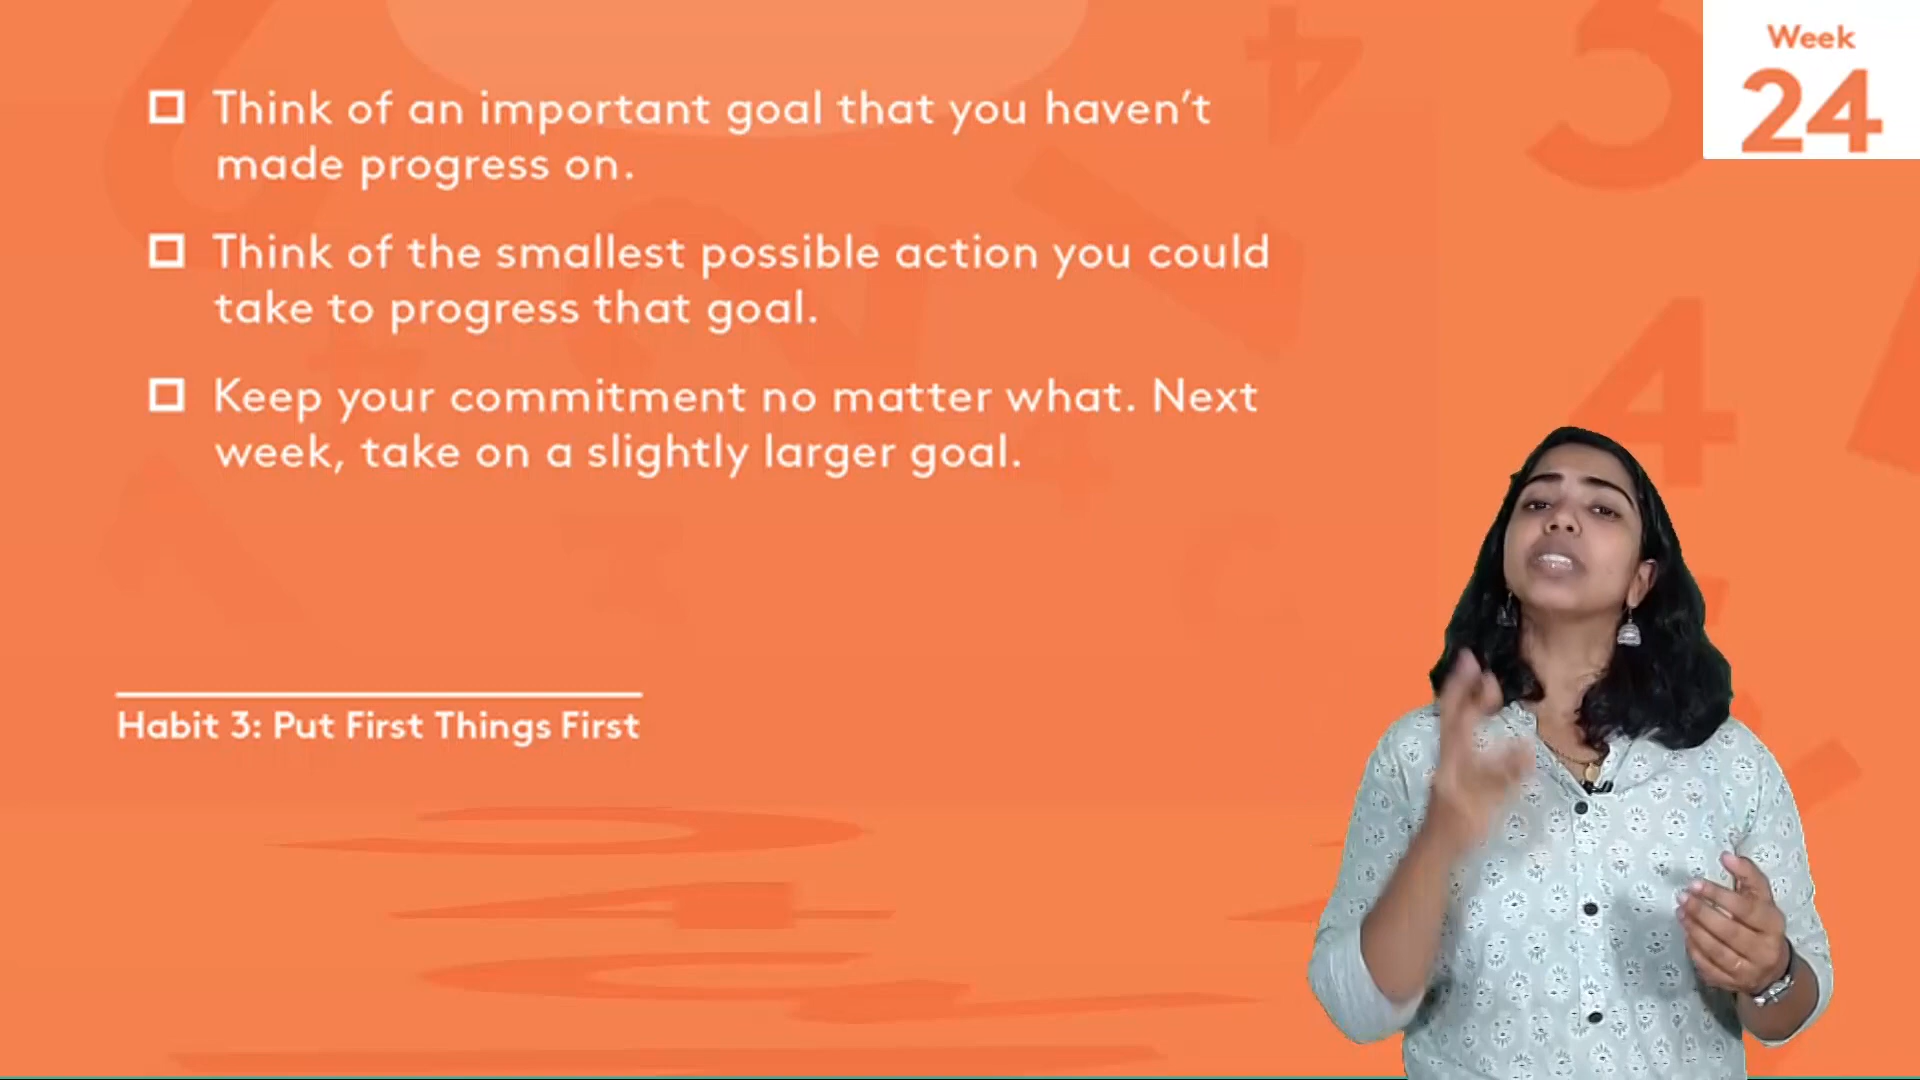 Week
24
Think of an important goal that you haven't
made progress on.
Think of the smallest possible action you could
take to progress that goal.
Keep your commitment no matter what. Next
week, take on a slightly larger goal.
Habit 3: Put First Things First